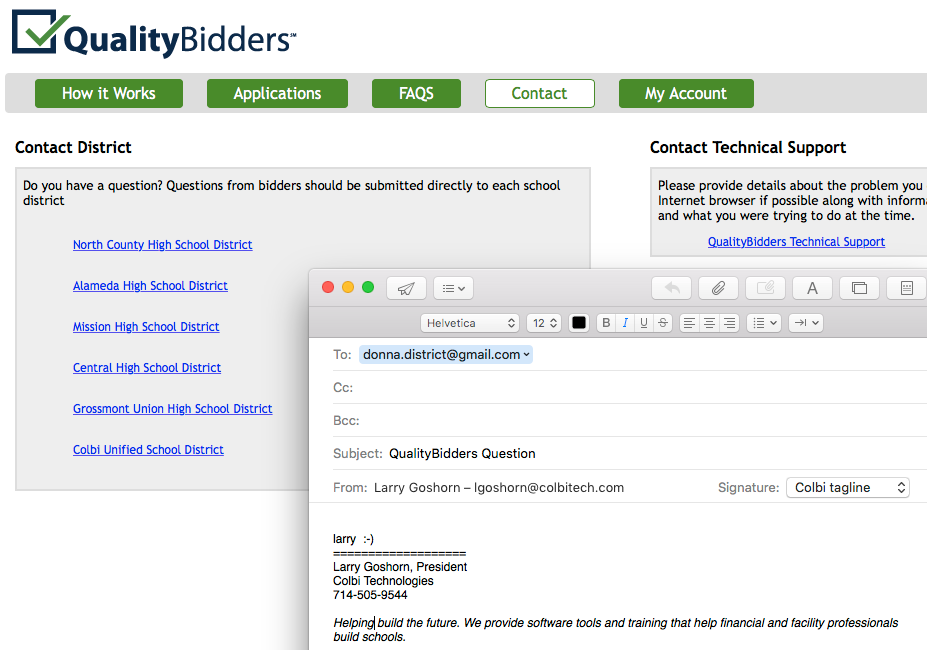 QualityBidders℠
How it Works
Applications
FAQS
Contact
My Account
Contact District
Do you have a question? Questions from bidders should be submitted directly to each school
district
North County High School District
Alameda High School District
Mission High School District
Central High School District
Grossmont Union High School District
Colbi Unified School District
Contact Technical Support
Please provide details about the problem you
Internet browser if possible along with
and what you were trying to do at the time.
QualityBidders Technical Support
Helvetica
12
B I U S
To: donna.district@gmail.com
Cc:
Bcc:
Subject: QualityBidders Question
From: Larry Goshorn – lgoshorn@colbitech.com
Signature: Colbi tagline
larry :-)
===================
Larry Goshorn, President
Colbi Technologies
714-505-9544
Helping build the future. We provide software tools and training that help financial and facility professionals
build schools.